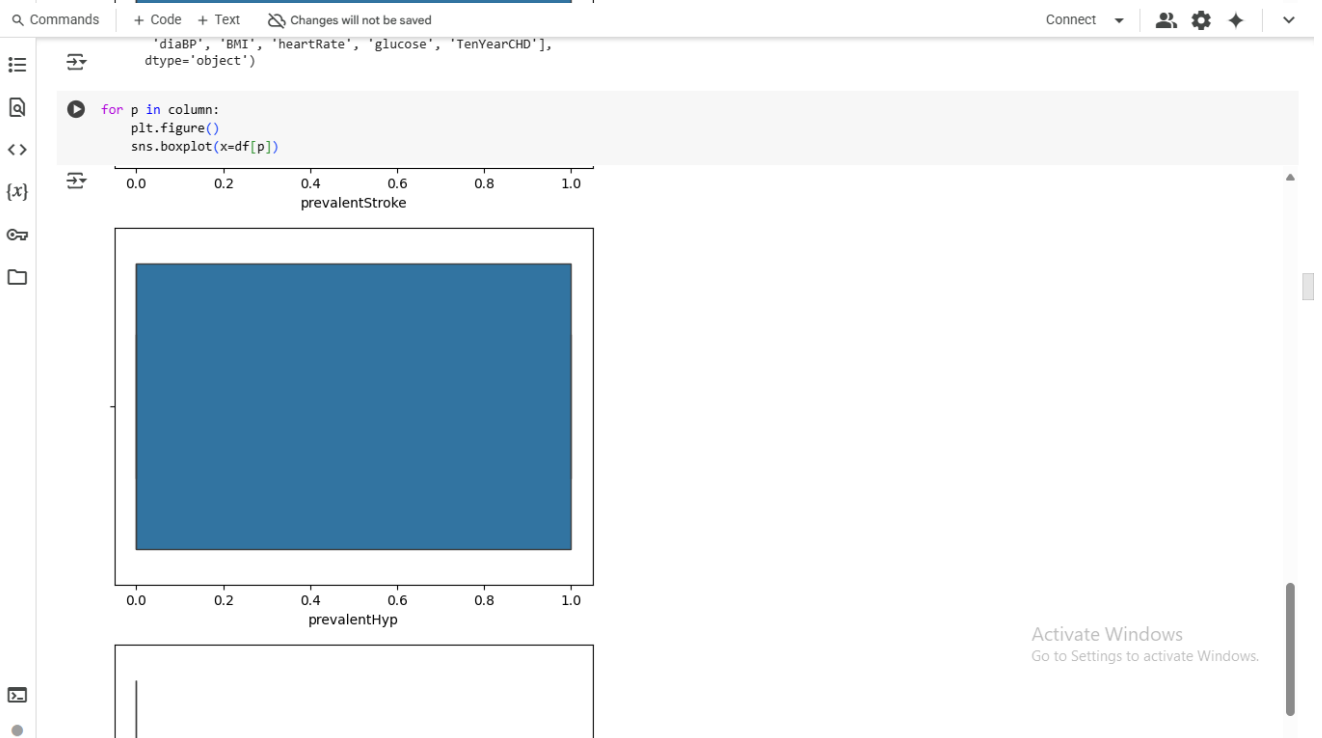 Commands + Code + Text Changes will not be saved Connect
'diaBP', 'BMI', 'heartRate', 'glucose', 'TenYearCHD'],
dtype='object')
for p in column:
    plt.figure()
    sns.boxplot(x=df[p])
0.0 0.2 0.4 0.6 0.8 1.0
prevalentStroke
{x}
0.0 0.2 0.4 0.6 0.8 1.0
prevalentHyp
Activate Windows
Go to Settings to activate Windows.